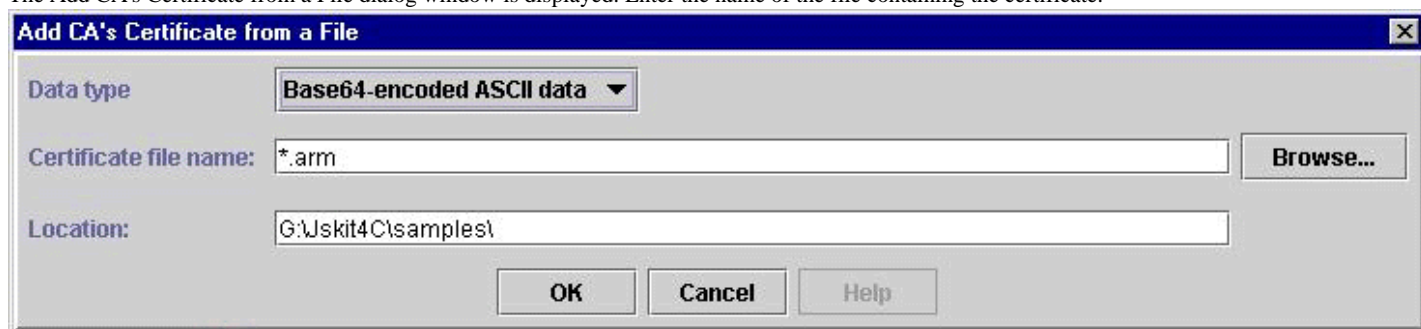 The Add CA's Certificate from a File dialog window is displayed. Enter the name of the file containing the certificate.
Add CA's Certificate from a File
Data type Base64-encoded ASCII data
Certificate file name: *.arm Browse...
Location: G:\Jskit4C\samples\
OK Cancel Help